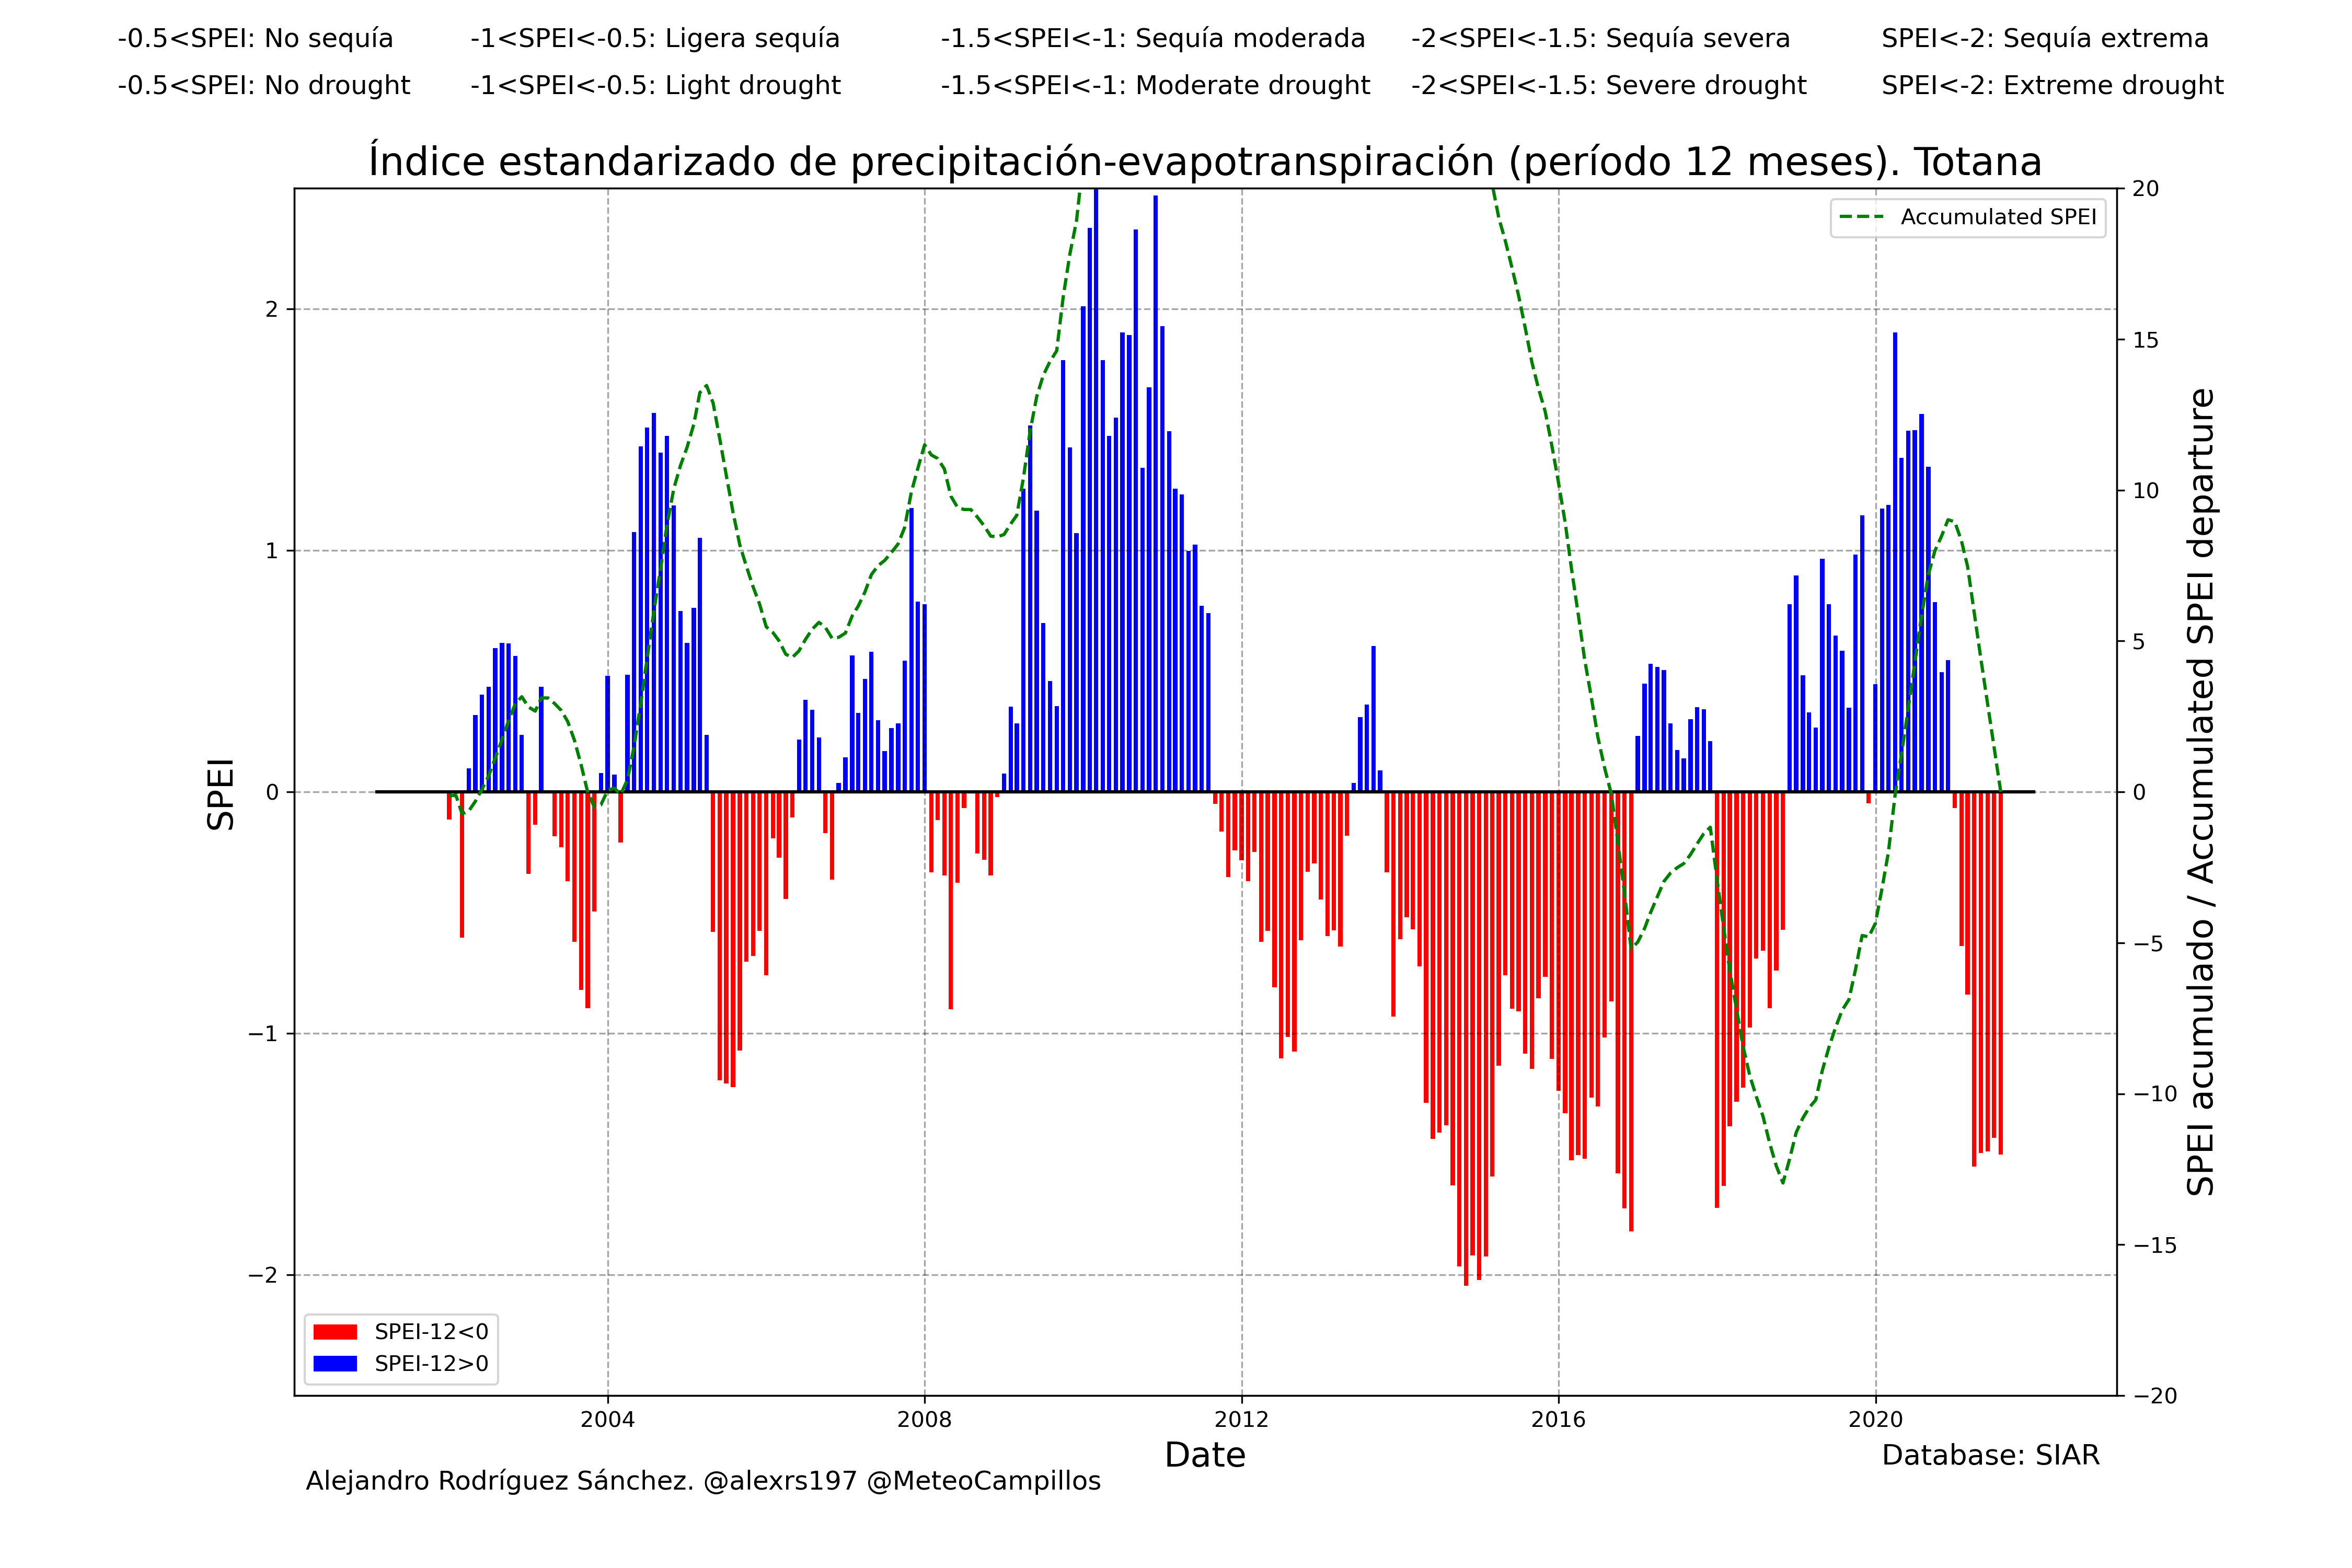 -0.5<SPEI: No sequía -1<SPEI<-0.5: Ligera sequía -1.5<SPEI<-1: Sequía moderada -2<SPEI<-1.5: Sequía severa SPEI<-2: Sequía extrema
-0.5<SPEI: No drought -1<SPEI<-0.5: Light drought -1.5<SPEI<-1: Moderate drought -2<SPEI<-1.5: Severe drought SPEI<-2: Extreme drought
Índice estandarizado de precipitación-evapotranspiración (período 12 meses). Totana
Accumulated SPEI
SPEI
2
1
0
−1
−2
20
15
10
5
0
−5
−10
−15
−20
SPEI acumulado / Accumulated SPEI departure
SPEI-12<0
SPEI-12>0
2004 2008 2012 2016 2020
Date
Database: SIAR
Alejandro Rodríguez Sánchez. @alexrs197 @MeteoCampillos